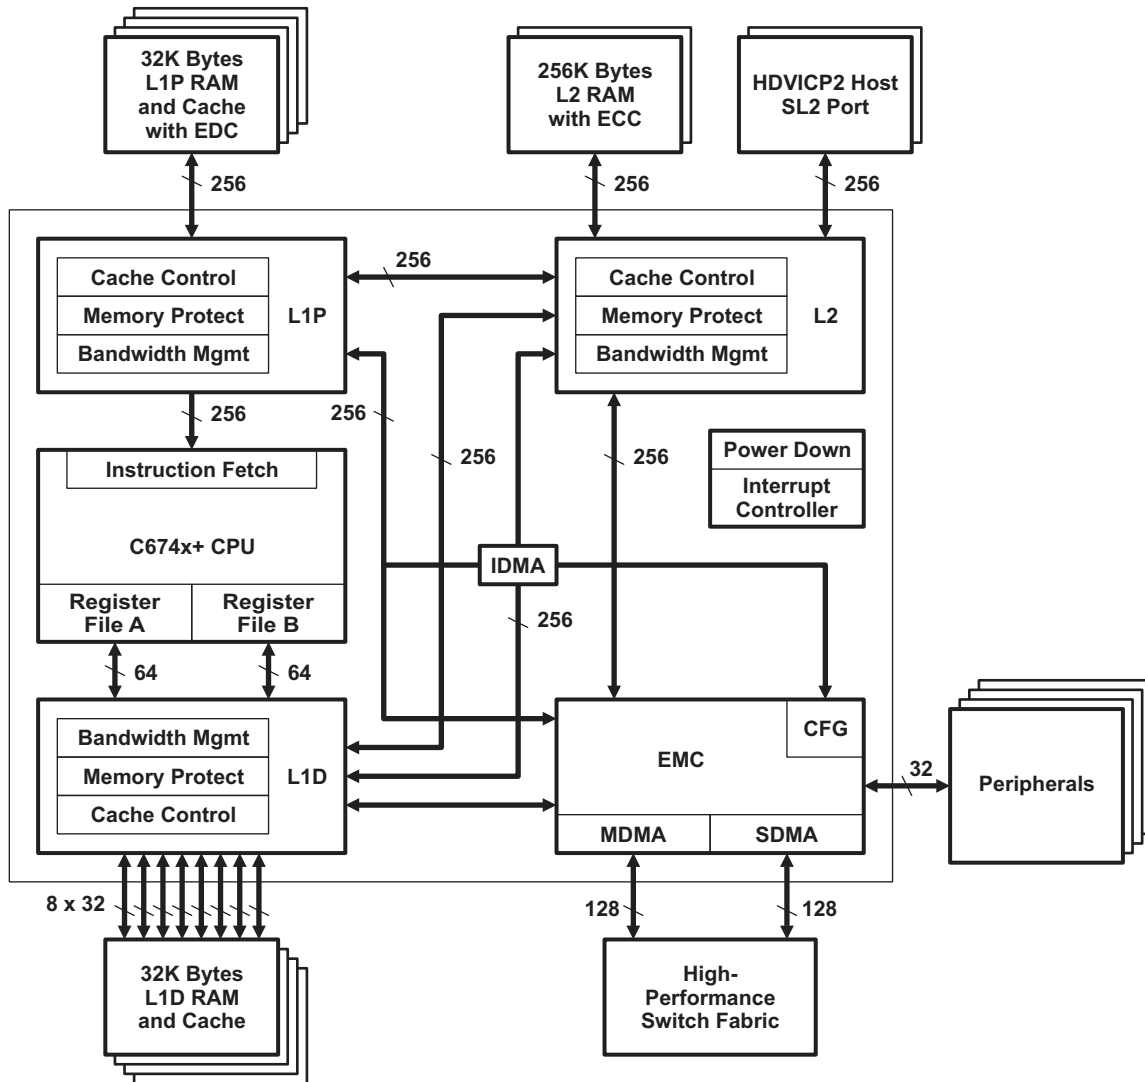 32K Bytes
L1P RAM
and Cache
with EDC
256K Bytes
L2 RAM
with ECC
HDVICP2 Host
SL2 Port
256
256
256
Cache Control
Memory Protect
Bandwidth Mgmt
L1P
256
Cache Control
Memory Protect
Bandwidth Mgmt
L2
256
256
256
256
Instruction Fetch
C674x+ CPU
Register
File A
Register
File B
Power Down
Interrupt
Controller
IDMA
256
64
64
Bandwidth Mgmt
Memory Protect
Cache Control
L1D
CFG
EMC
MDMA
SDMA
32
Peripherals
8 x 32
128
128
32K Bytes
L1D RAM
and Cache
High-
Performance
Switch Fabric